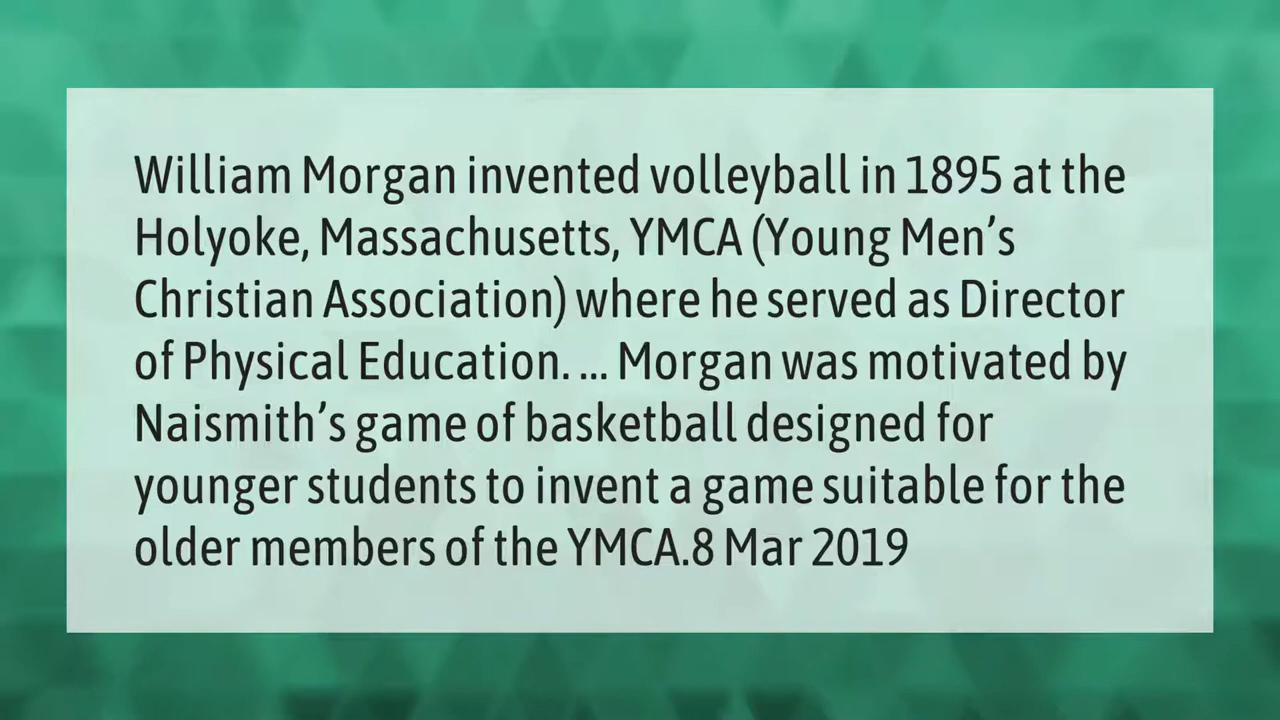 William Morgan invented volleyball in 1895 at the
Holyoke, Massachusetts, YMCA (Young Men’s
Christian Association) where he served as Director
of Physical Education. ... Morgan was motivated by
Naismith’s game of basketball designed for
younger students to invent a game suitable for the
older members of the YMCA.8 Mar 2019